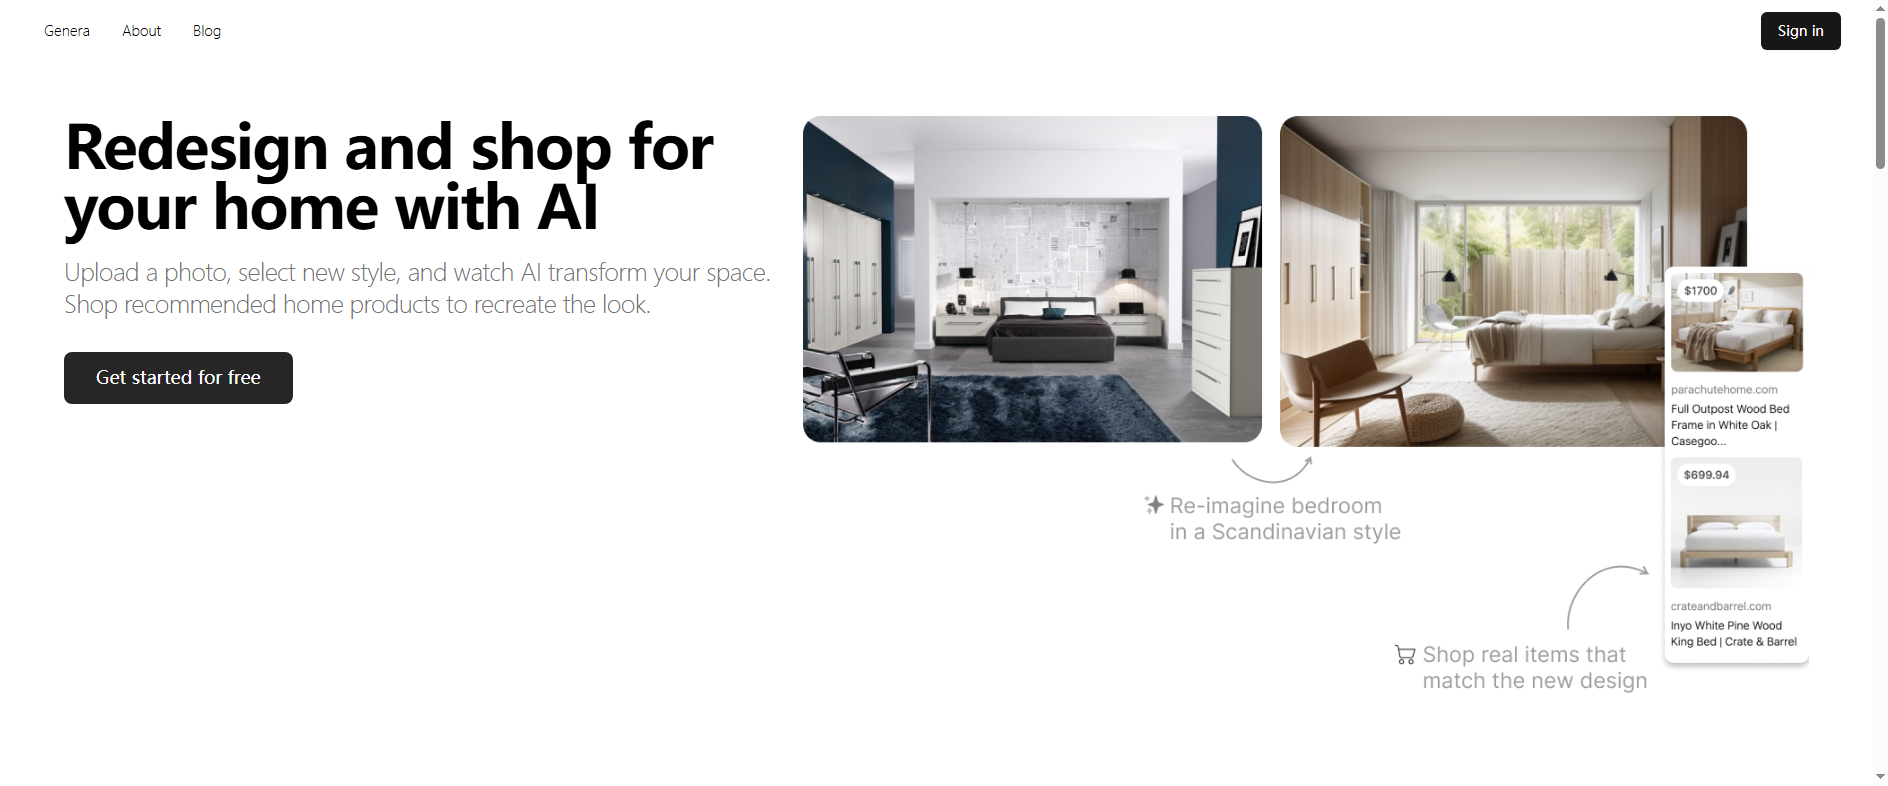 Genera
About
Blog
Sign in
Redesign and shop for
your home with AI
Upload a photo, select new style, and watch AI transform your space.
Shop recommended home products to recreate the look.
Get started for free
Re-imagine bedroom
in a Scandinavian style
$1700
parachutehome.com
Full Outpost Wood Bed
Frame in White Oak |
Casegoo...
$699.94
crateandbarrel.com
Inyo White Pine Wood
King Bed | Crate & Barrel
Shop real items that
match the new design